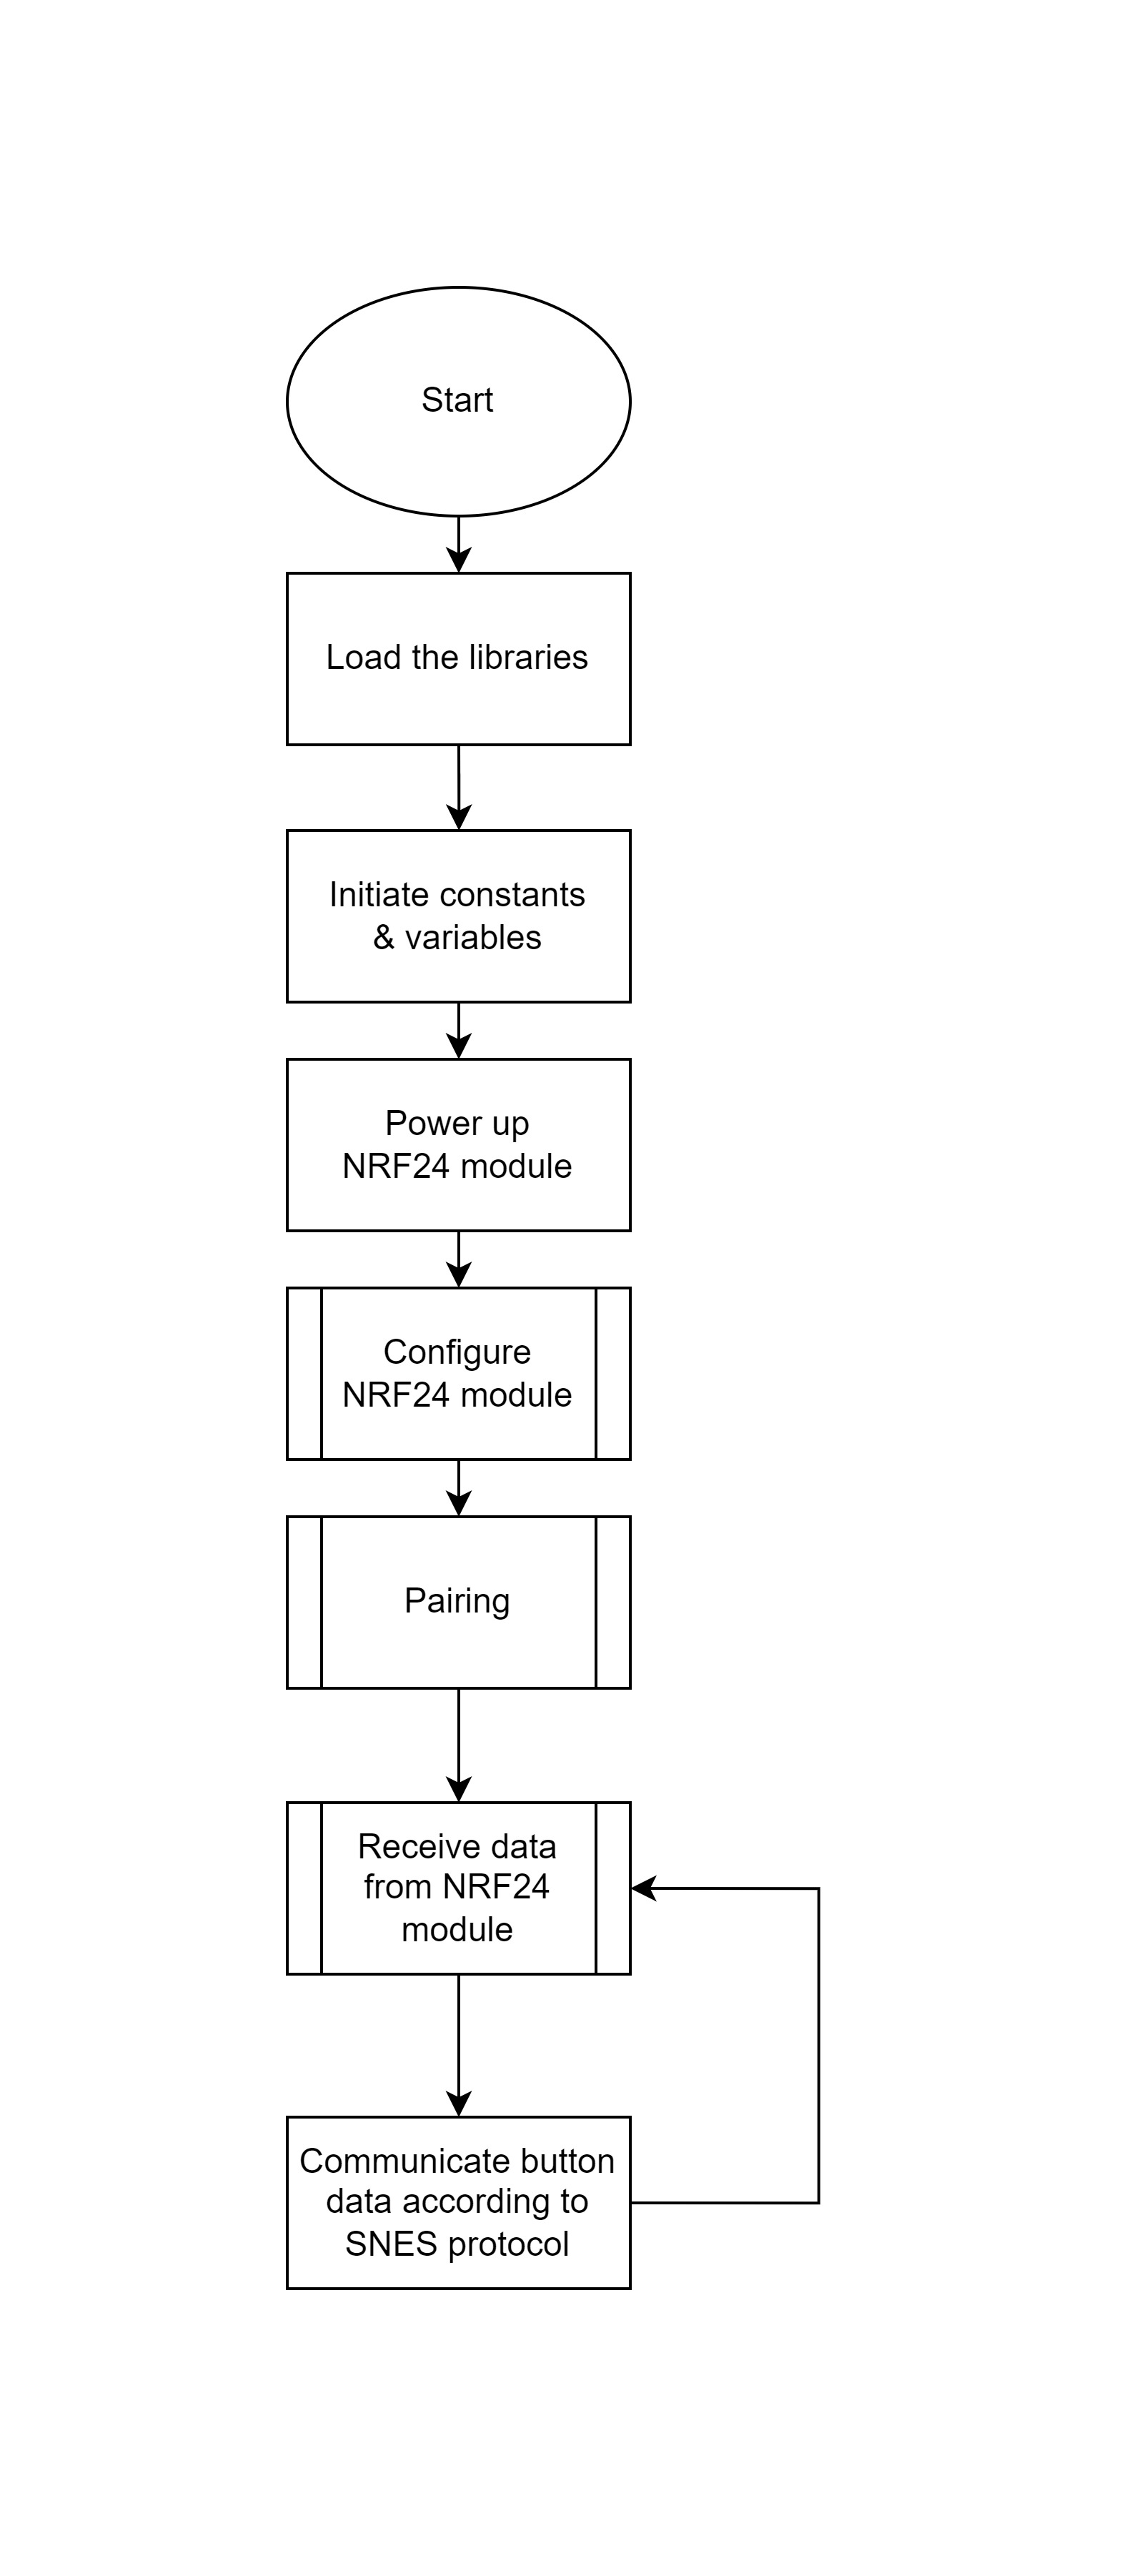 Start
Load the libraries
Initiate constants
& variables
Power up
NRF24 module
Configure
NRF24 module
Pairing
Receive data
from NRF24
module
Communicate button
data according to
SNES protocol